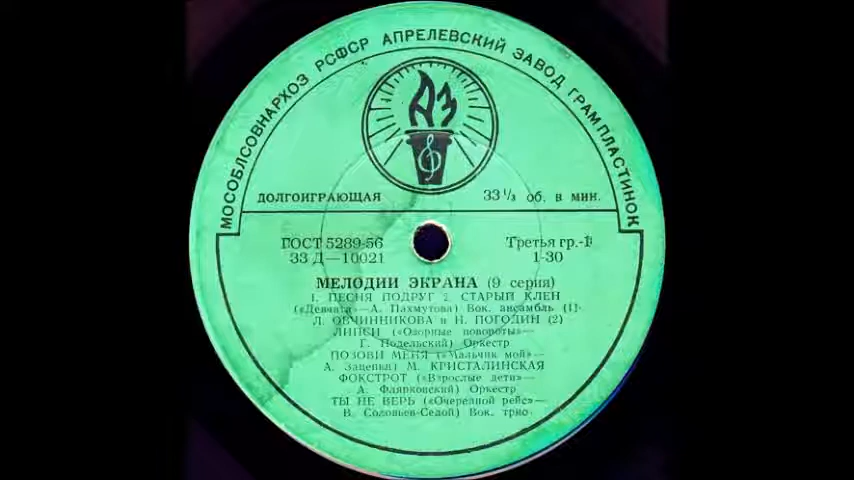 МОСОБЛСОВНАРХОЗ РСФСР АПРЕЛЕВСКИЙ ЗАВОД ГРАМПЛАСТИНОК
АЗ
ДОЛГОИГРАЮЩАЯ 33⅓ об. в мин.
ГОСТ 5289-56 Третья гр.-1
33 Д—10021 1-30
МЕЛОДИИ ЭКРАНА (9 серия)
1. ПЕСНЯ ПОДРУГ 2. СТАРЫЙ КЛЕН
(«Девчата»—А. Пахмутова) Вок. ансамбль (1)
Л. ОВЧИННИКОВА и Н. ПОГОДИН (2)
ЛИПСИ («Озорные повороты»—
Г. Подельский) Оркестр
ПОЗОВИ МЕНЯ («Мальчик мой»—
А. Зацепин) М. КРИСТАЛИНСКАЯ
ФОКСТРОТ («Взрослые дети»—
А. Флярковский) Оркестр
ТЫ НЕ ВЕРЬ («Очередной рейс»—
В. Соловьев-Седой) Вок. трио